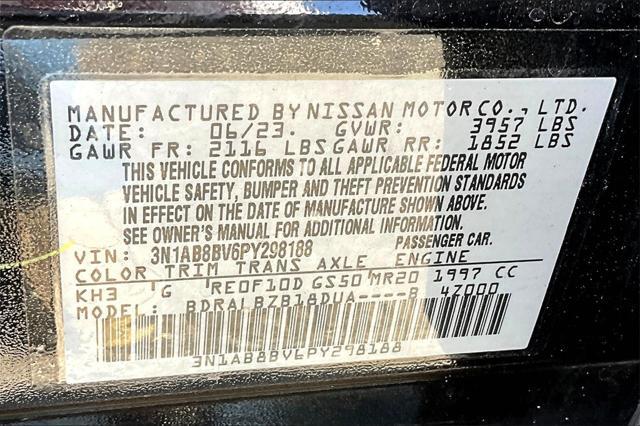 MANUFACTURED BY NISSAN MOTOR CO., LTD.
DATE: 06/23. GVWR: 3957 LBS
GAWR FR: 2116 LBS GAWR RR: 1852 LBS
THIS VEHICLE CONFORMS TO ALL APPLICABLE FEDERAL MOTOR
VEHICLE SAFETY, BUMPER AND THEFT PREVENTION STANDARDS
IN EFFECT ON THE DATE OF MANUFACTURE SHOWN ABOVE.
SEE OWNER'S MANUAL FOR ADDITIONAL INFORMATION.
VIN: 3N1AB8BV6PY298188 PASSENGER CAR.
COLOR TRIM TRANS AXLE ENGINE
KH3 G RE0F10D GS50 MR20 1997 CC
MODEL: BDRALBZB18DUA----B 4Z000
3N1AB8BV6PY298188